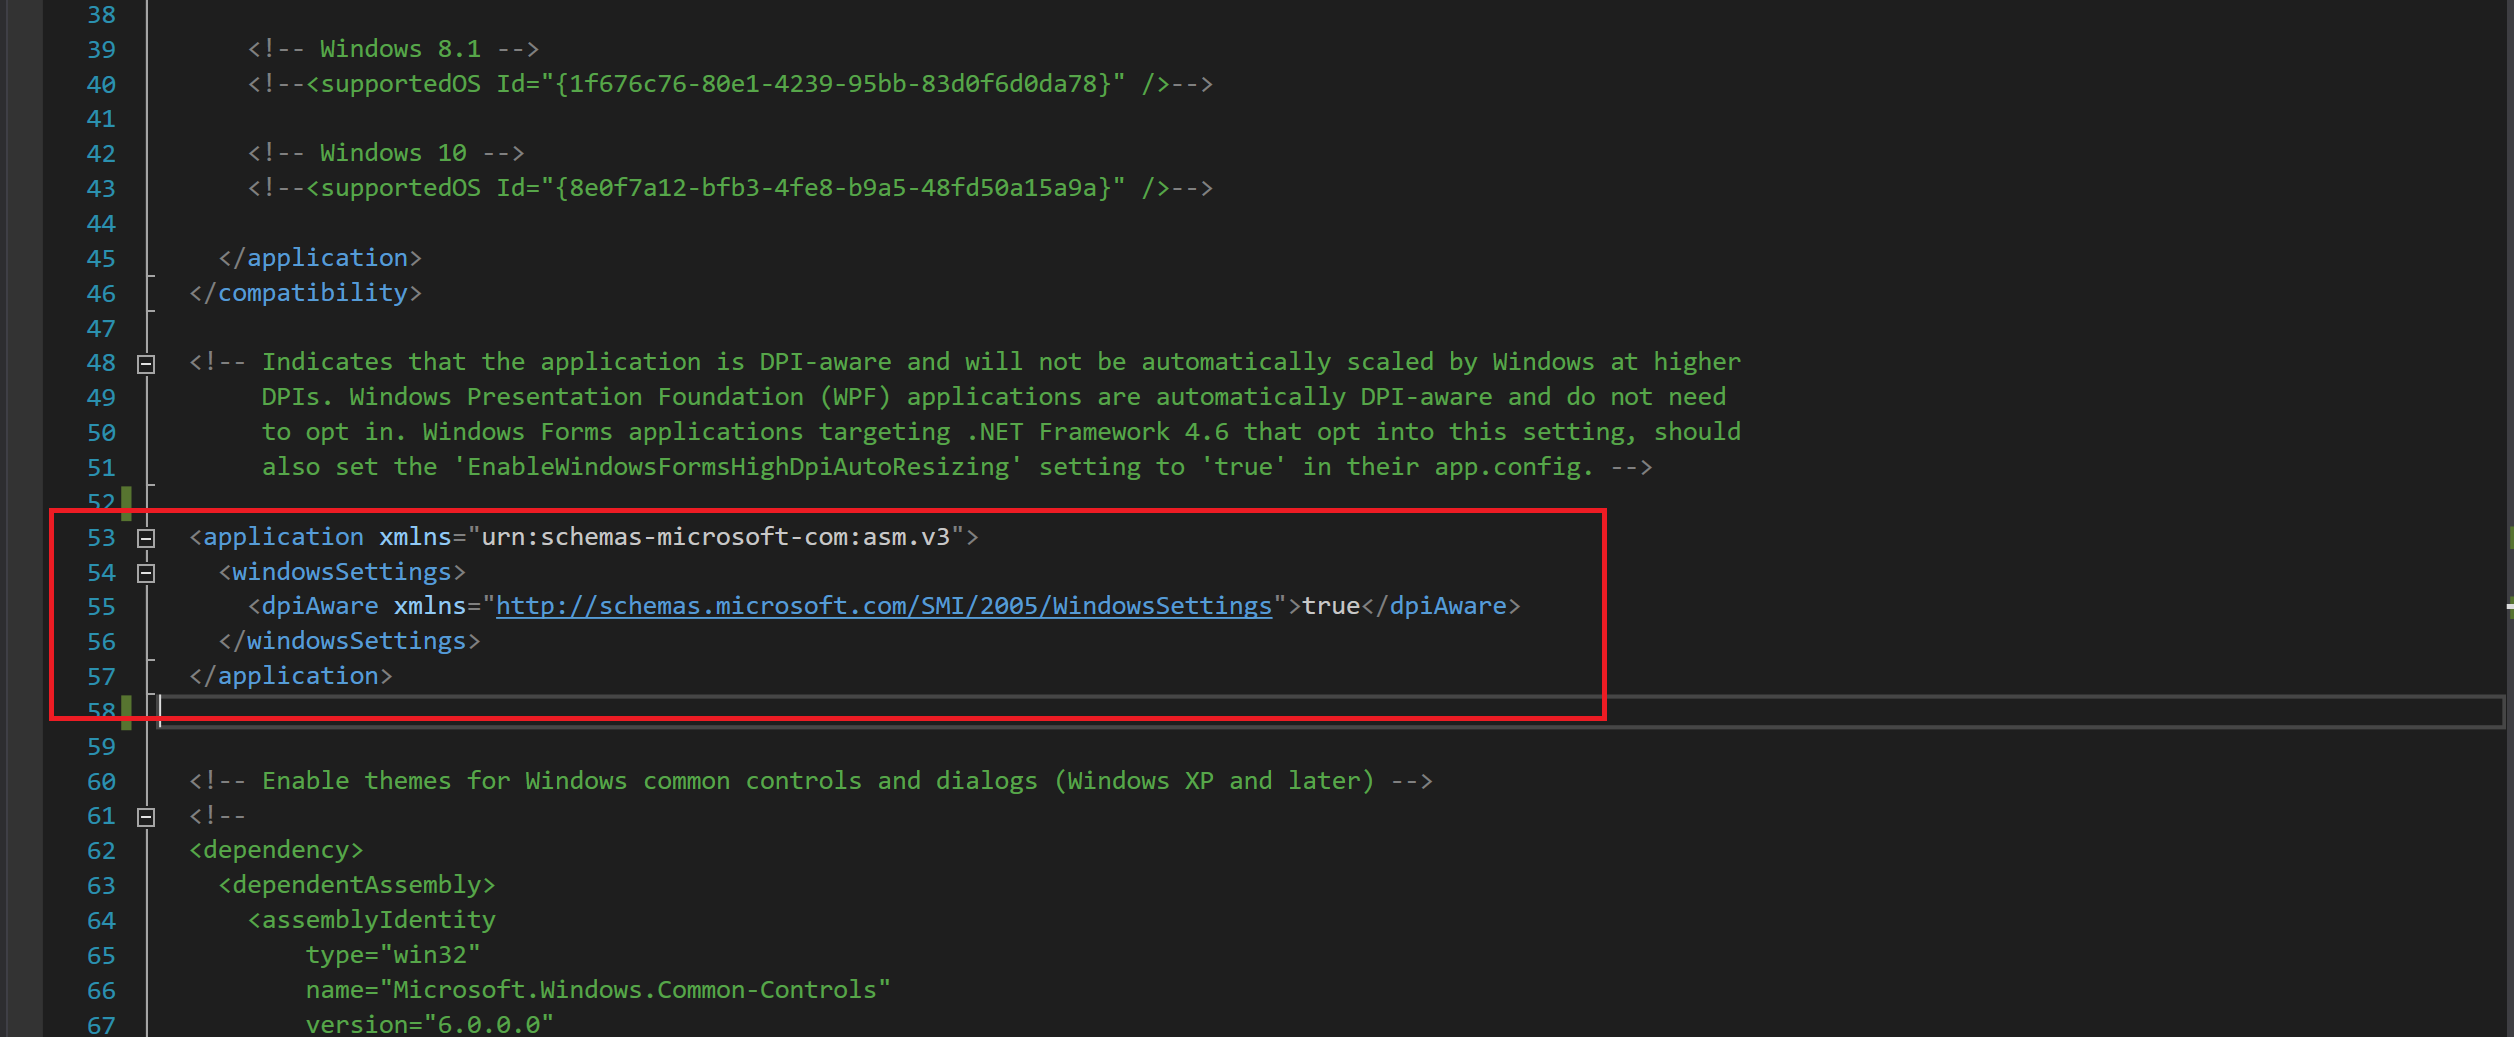 38
39 <!-- Windows 8.1 -->
40 <!--<supportedOS Id="{1f676c76-80e1-4239-95bb-83d0f6d0da78}" />-->
41
42 <!-- Windows 10 -->
43 <!--<supportedOS Id="{8e0f7a12-bfb3-4fe8-b9a5-48fd50a15a9a}" />-->
44
45 </application>
46 </compatibility>
47
48 <!-- Indicates that the application is DPI-aware and will not be automatically scaled by Windows at higher
49 DPIs. Windows Presentation Foundation (WPF) applications are automatically DPI-aware and do not need
50 to opt in. Windows Forms applications targeting .NET Framework 4.6 that opt into this setting, should
51 also set the 'EnableWindowsFormsHighDpiAutoResizing' setting to 'true' in their app.config. -->
52
53 <application xmlns="urn:schemas-microsoft-com:asm.v3">
54 <windowsSettings>
55 <dpiAware xmlns="http://schemas.microsoft.com/SMI/2005/WindowsSettings">true</dpiAware>
56 </windowsSettings>
57 </application>
58
59
60 <!-- Enable themes for Windows common controls and dialogs (Windows XP and later) -->
61 <!--
62 <dependency>
63 <dependentAssembly>
64 <assemblyIdentity
65 type="win32"
66 name="Microsoft.Windows.Common-Controls"
67 version="6.0.0.0"